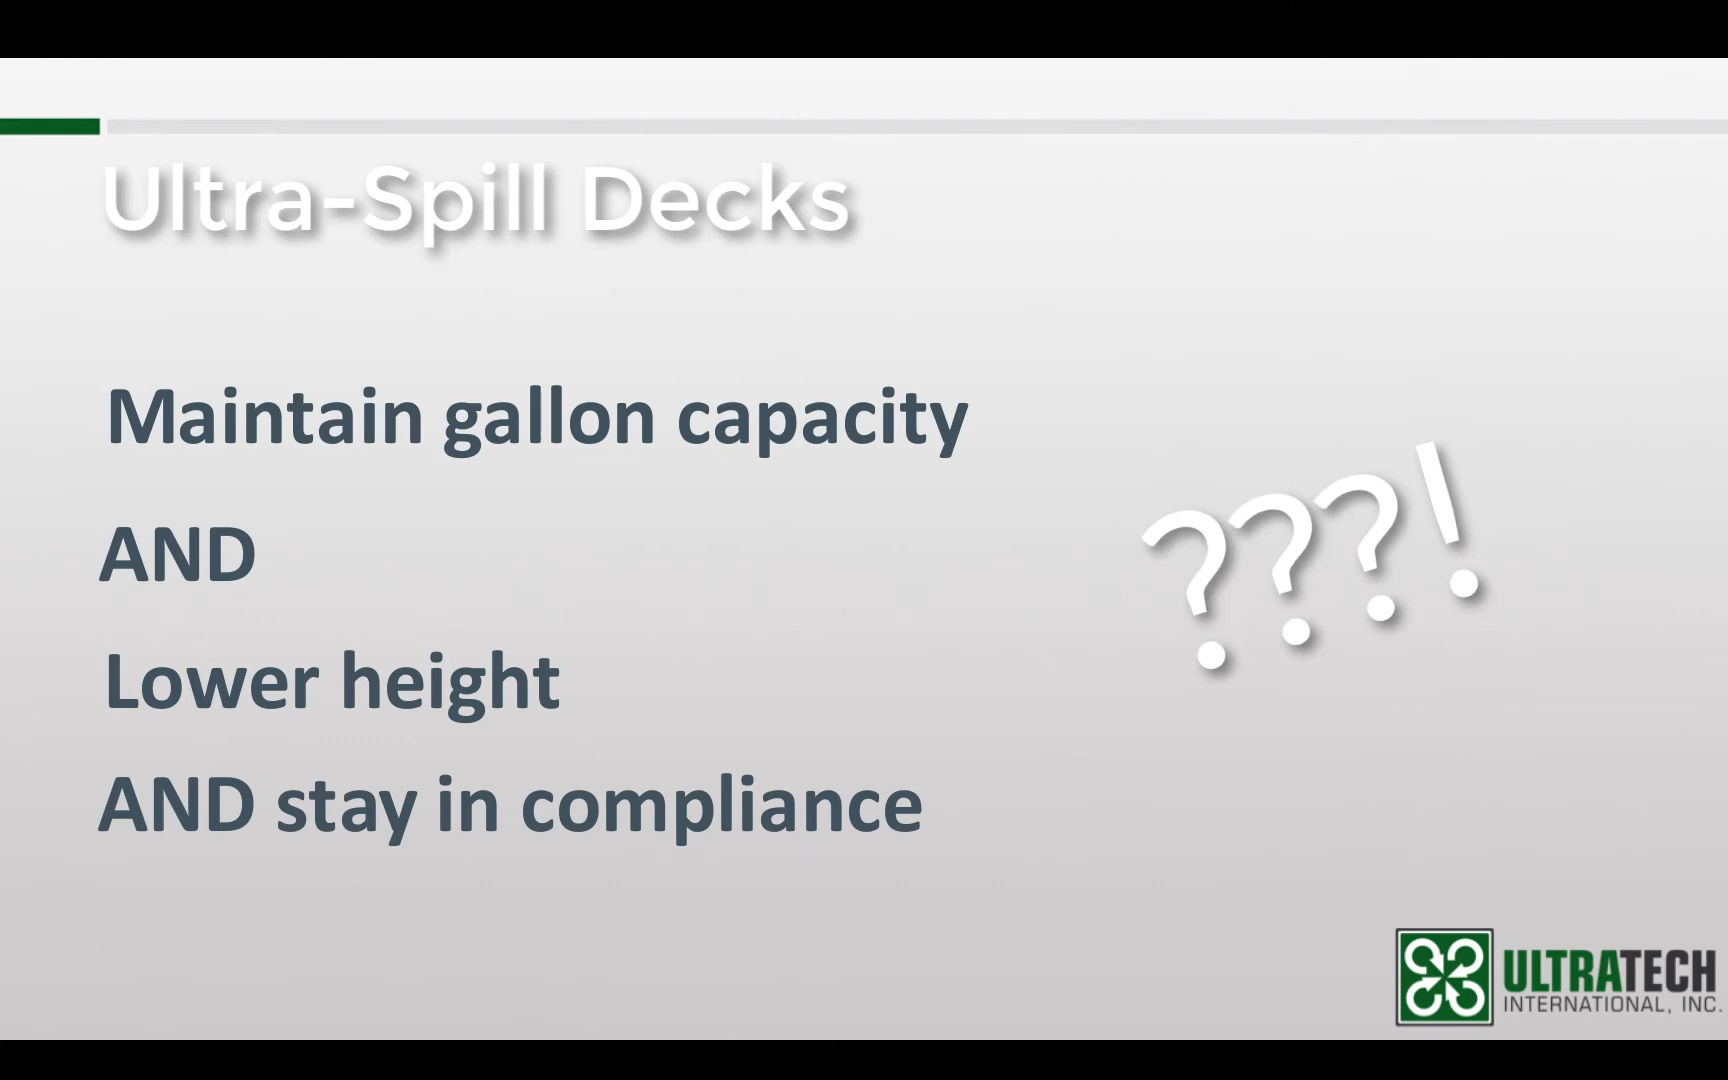 Ultra-Spill Decks
Maintain gallon capacity
AND
Lower height
AND stay in compliance
???!
ULTRATECH
INTERNATIONAL, INC.